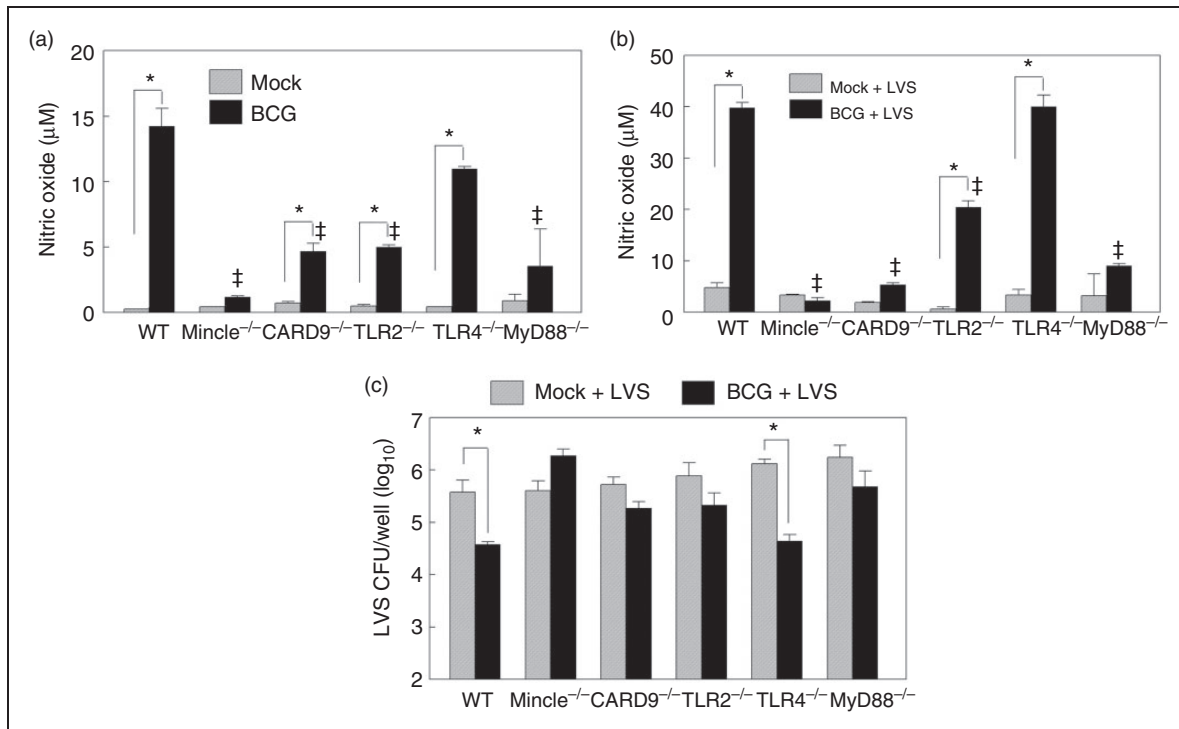 (a)
20
15
10
5
0
Nitric oxide (μM)
Mock
BCG
*
‡
*
‡
*
‡
*
‡
WT Mincle⁻/⁻ CARD9⁻/⁻ TLR2⁻/⁻ TLR4⁻/⁻ MyD88⁻/⁻
(b)
50
40
30
20
10
0
Nitric oxide (μM)
Mock + LVS
BCG + LVS
*
‡
‡
*
‡
*
‡
WT Mincle⁻/⁻ CARD9⁻/⁻ TLR2⁻/⁻ TLR4⁻/⁻ MyD88⁻/⁻
(c)
Mock + LVS
BCG + LVS
7
6
5
4
3
2
LVS CFU/well (log₁₀)
*
*
WT Mincle⁻/⁻ CARD9⁻/⁻ TLR2⁻/⁻ TLR4⁻/⁻ MyD88⁻/⁻